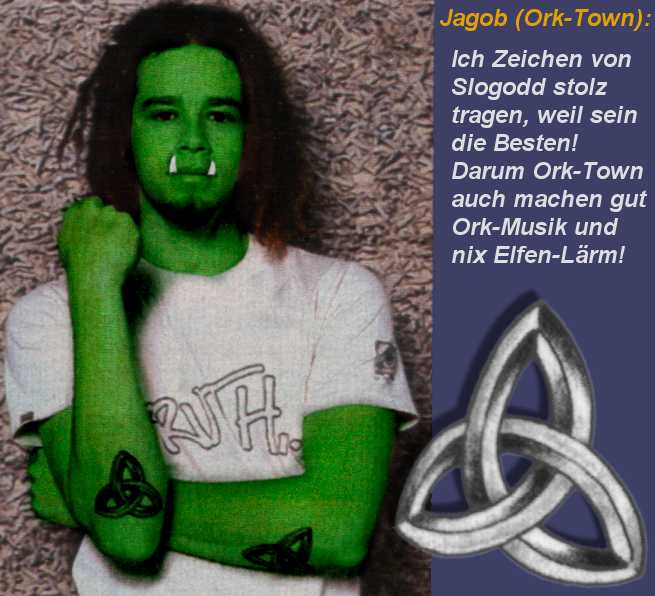 Jagob (Ork-Town):
Ich Zeichen von
Slogodd stolz
tragen, weil sein
die Besten!
Darum Ork-Town
auch machen gut
Ork-Musik und
nix Elfen-Lärm!
RUTH.